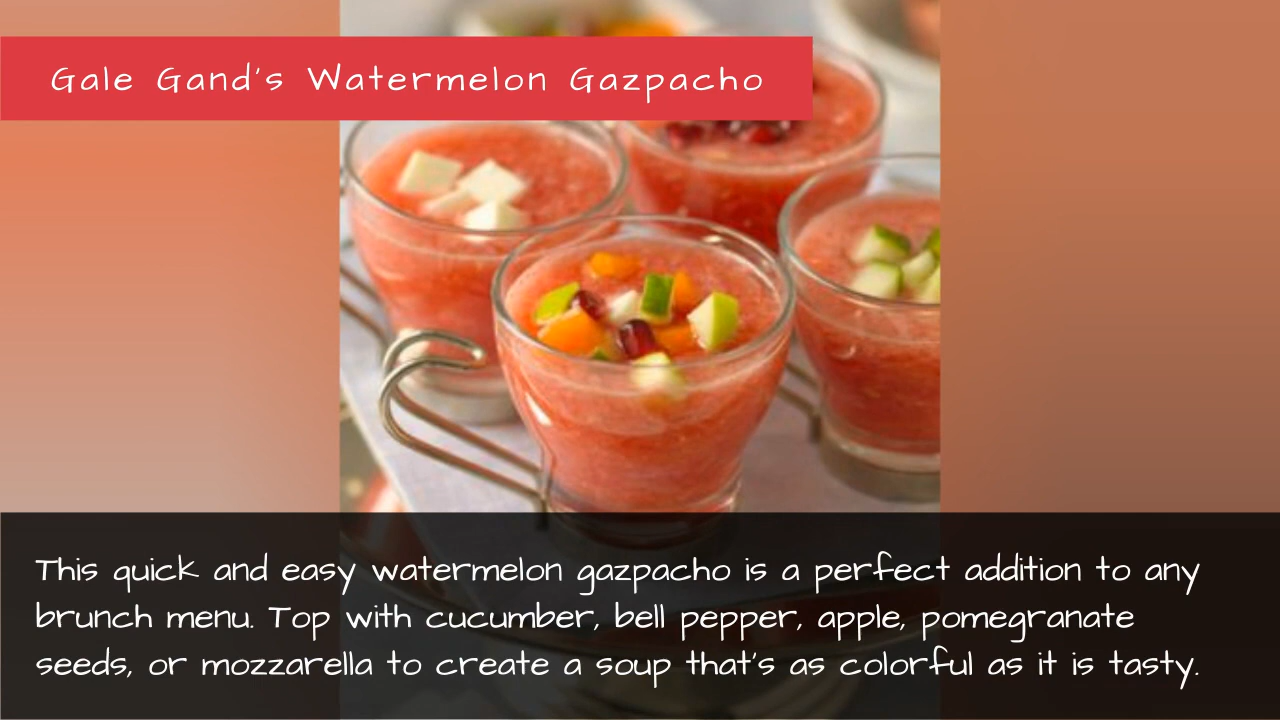 Gale Gand's Watermelon Gazpacho
This quick and easy watermelon gazpacho is a perfect addition to any
brunch menu. Top with cucumber, bell pepper, apple, pomegranate
seeds, or mozzarella to create a soup that's as colorful as it is tasty.